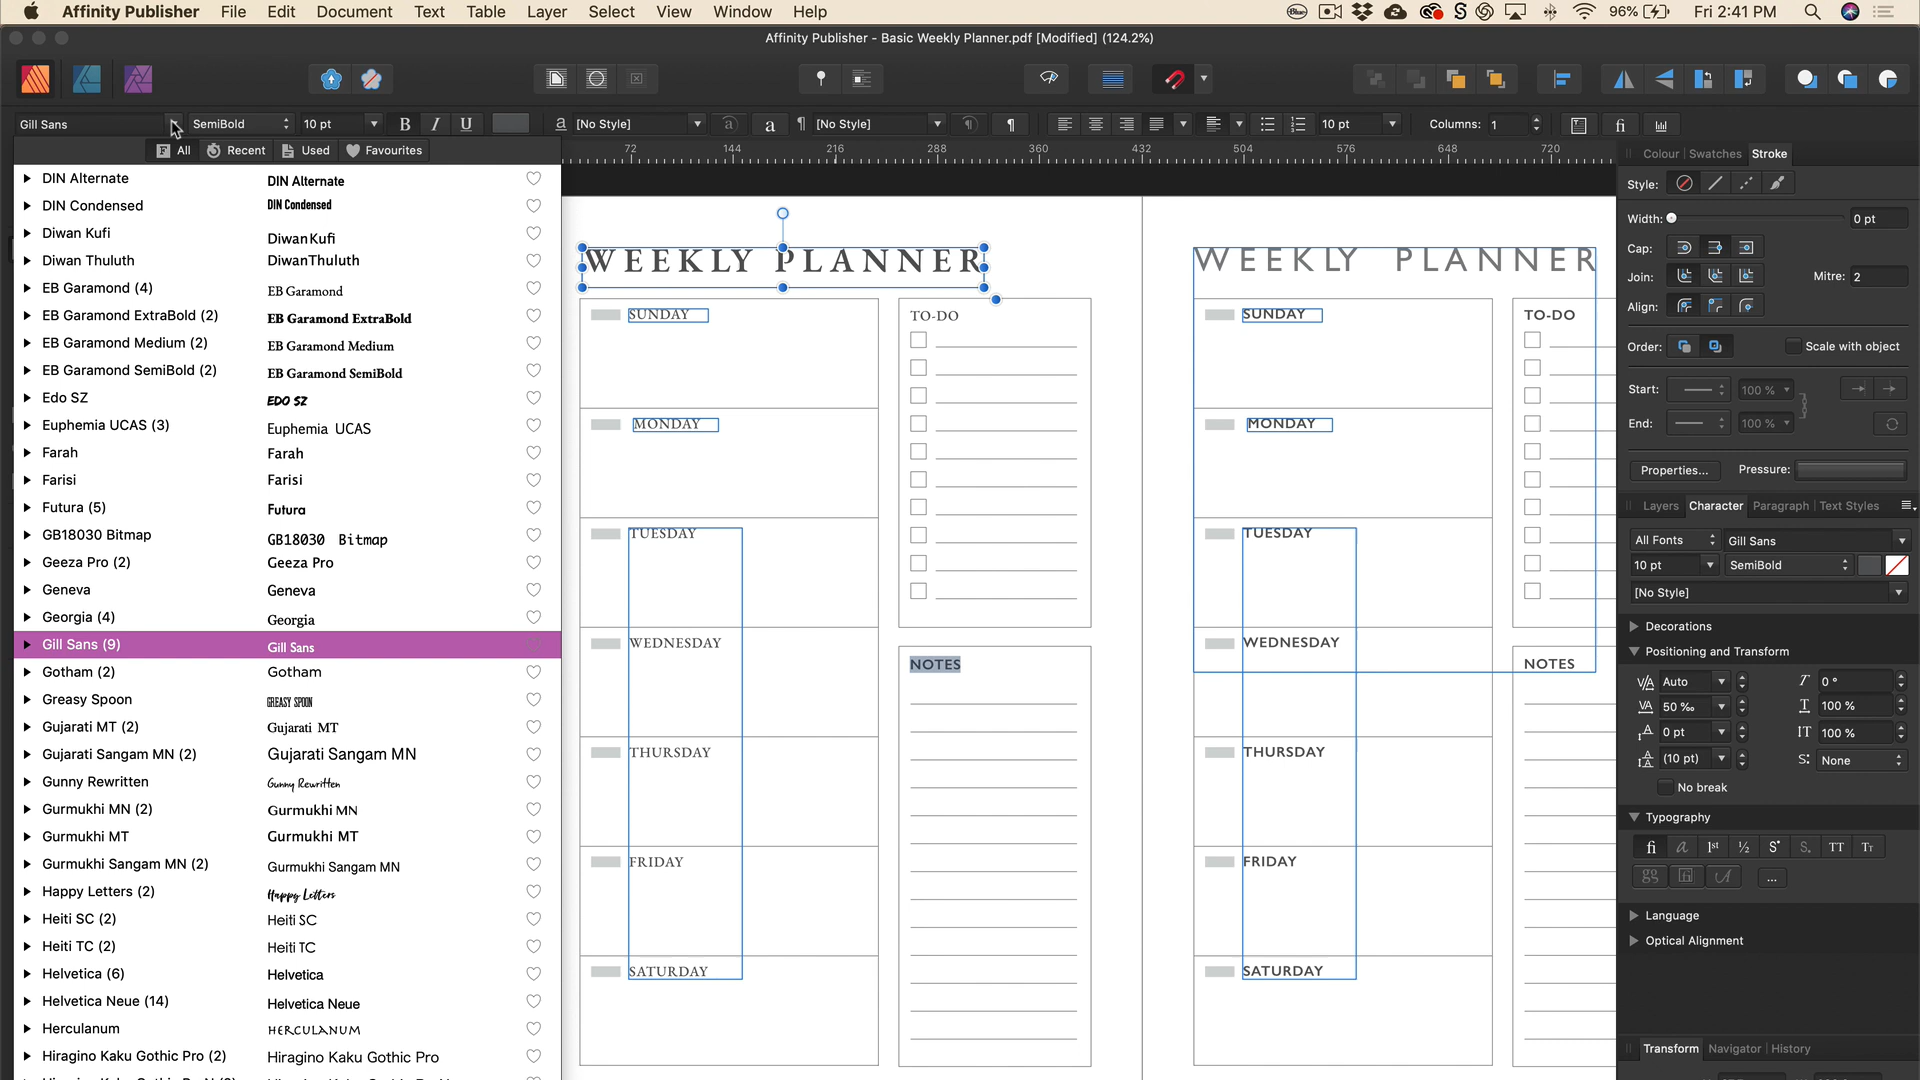 Affinity Publisher File Edit Document Text Table Layer Select View Window Help 96% Fri 2:41 PM
Affinity Publisher - Basic Weekly Planner.pdf [Modified] (124.2%)
Gill Sans SemiBold 10 pt B I U a [No Style] a a ¶ [No Style] ¶ ¶ 10 pt Columns: 1 fi
All Recent Used Favourites
72 144 216 288 360 432 504 576 648 720
DIN Alternate DIN Alternate
DIN Condensed DIN Condensed
Diwan Kufi Diwan Kufi
Diwan Thuluth Diwan Thuluth
EB Garamond (4) EB Garamond
EB Garamond ExtraBold (2) EB Garamond ExtraBold
EB Garamond Medium (2) EB Garamond Medium
EB Garamond SemiBold (2) EB Garamond SemiBold
Edo SZ EDO SZ
Euphemia UCAS (3) Euphemia UCAS
Farah Farah
Farisi Farisi
Futura (5) Futura
GB18030 Bitmap GB18030 Bitmap
Geeza Pro (2) Geeza Pro
Geneva Geneva
Georgia (4) Georgia
Gill Sans (9) Gill Sans
Gotham (2) Gotham
Greasy Spoon GREASY SPOON
Gujarati MT (2) Gujarati MT
Gujarati Sangam MN (2) Gujarati Sangam MN
Gunny Rewritten Gunny Rewritten
Gurmukhi MN (2) Gurmukhi MN
Gurmukhi MT Gurmukhi MT
Gurmukhi Sangam MN (2) Gurmukhi Sangam MN
Happy Letters (2) Happy Letters
Heiti SC (2) Heiti SC
Heiti TC (2) Heiti TC
Helvetica (6) Helvetica
Helvetica Neue (14) Helvetica Neue
Herculanum HERCULANUM
Hiragino Kaku Gothic Pro (2) Hiragino Kaku Gothic Pro
WEEKLY PLANNER
SUNDAY
MONDAY
TUESDAY
WEDNESDAY
THURSDAY
FRIDAY
SATURDAY
TO-DO
NOTES
WEEKLY PLANNER
SUNDAY
MONDAY
TUESDAY
WEDNESDAY
THURSDAY
FRIDAY
SATURDAY
TO-DO
NOTES
Colour Swatches Stroke
Style:
Width: 0 pt
Cap:
Join: Mitre: 2
Align:
Order: Scale with object
Start: 100 %
End: 100 %
Properties... Pressure:
Layers Character Paragraph Text Styles
All Fonts Gill Sans
10 pt SemiBold
[No Style]
Decorations
Positioning and Transform
Auto 0 °
50 ‰ 100 %
0 pt 100 %
(10 pt) None
No break
Typography
fi a 1st ½ S S TT TT
gg fi A ...
Language
Optical Alignment
Transform Navigator History